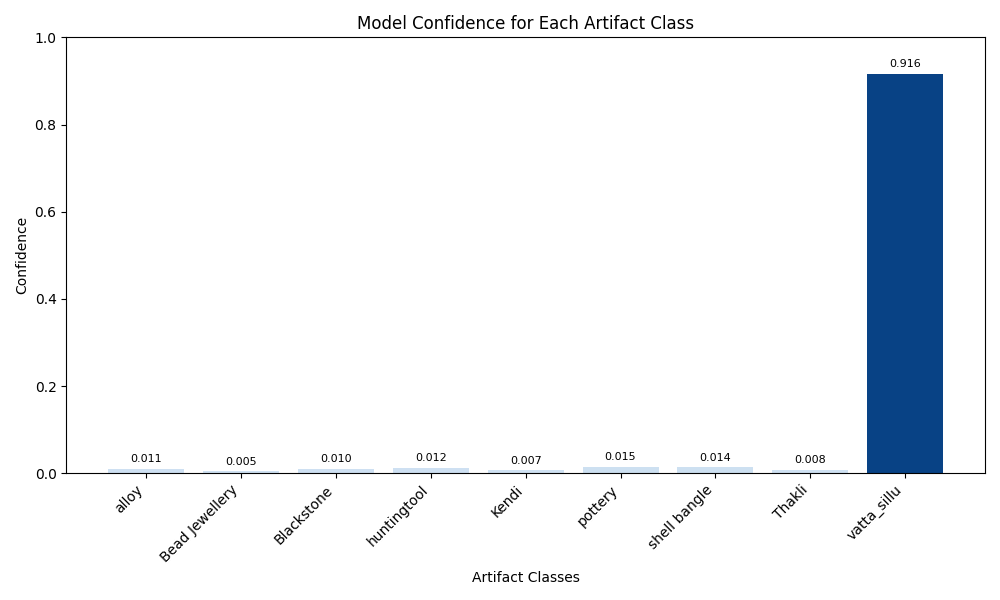 Model Confidence for Each Artifact Class
Confidence
1.0
0.8
0.6
0.4
0.2
0.0
0.011
0.005
0.010
0.012
0.007
0.015
0.014
0.008
0.916
alloy
Bead Jewellery
Blackstone
huntingtool
Kendi
pottery
shell bangle
Thakli
vatta_sillu
Artifact Classes